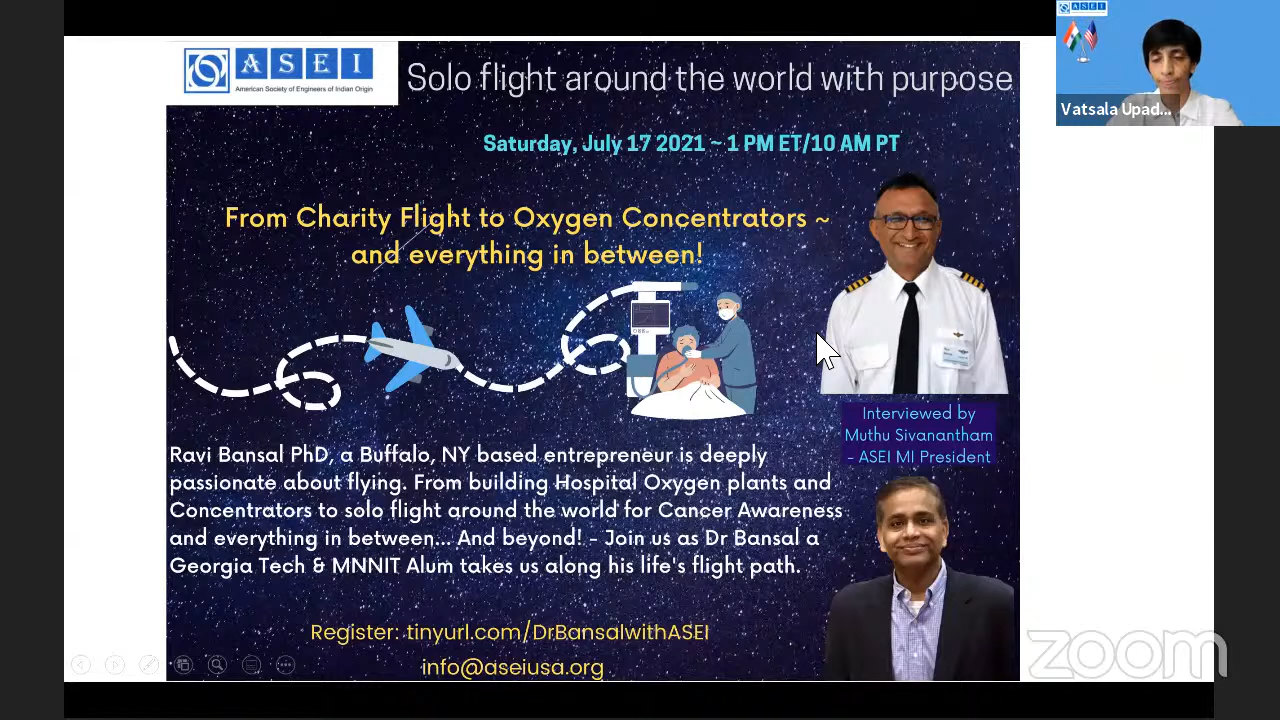 ASEI
American Society of Engineers of Indian Origin
Solo flight around the world with purpose
Saturday, July 17 2021 ~ 1 PM ET/10 AM PT
From Charity Flight to Oxygen Concentrators ~
and everything in between!
Interviewed by
Muthu Sivanantham
- ASEI MI President
Ravi Bansal PhD, a Buffalo, NY based entrepreneur is deeply
passionate about flying. From building Hospital Oxygen plants and
Concentrators to solo flight around the world for Cancer Awareness
and everything in between... And beyond! - Join us as Dr Bansal a
Georgia Tech & MNNIT Alum takes us along his life's flight path.
Register: tinyurl.com/DrBansalwithASEI
info@aseiusa.org
ASEI
Vatsala Upad...
zoom